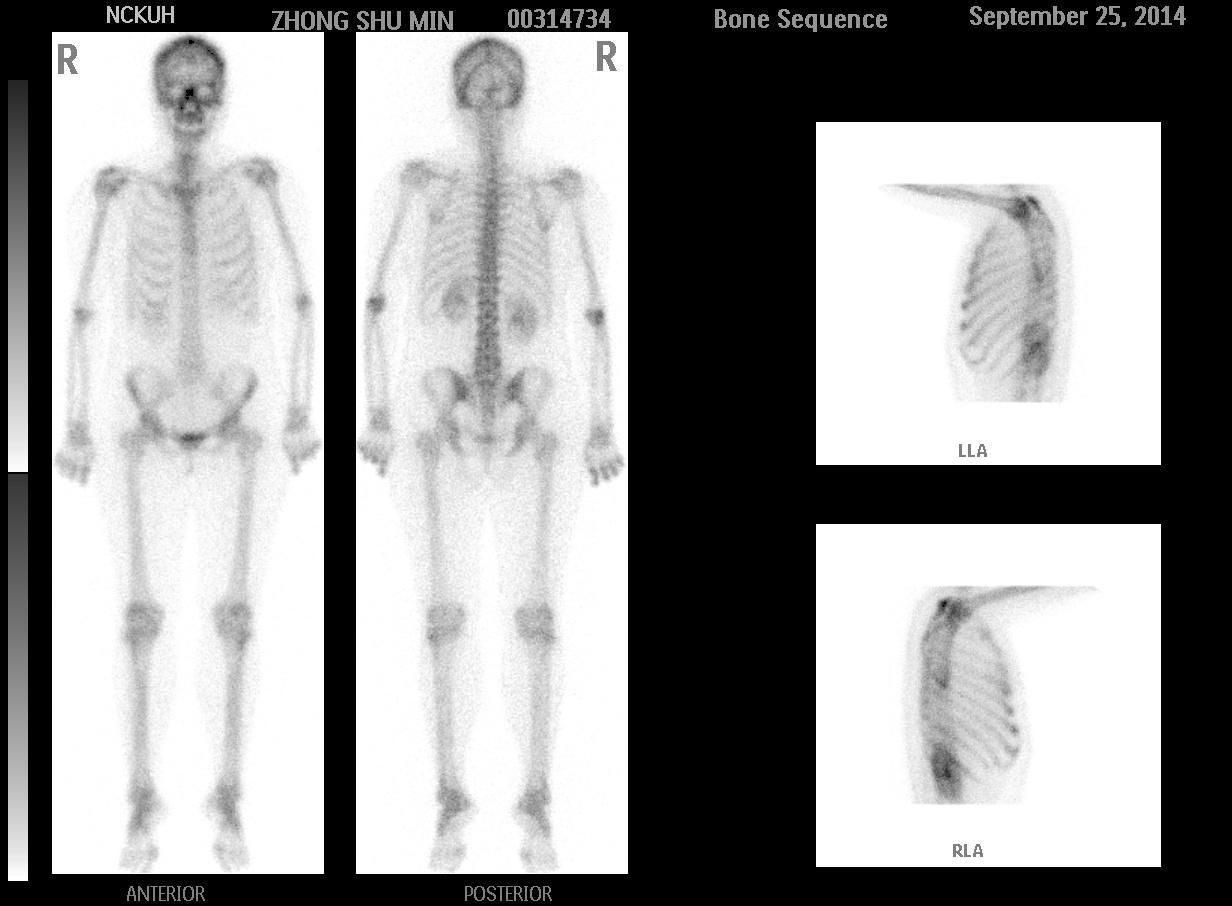 NCKUH ZHONG SHU MIN 00314734 Bone Sequence September 25, 2014
R R
LLA
RLA
ANTERIOR POSTERIOR